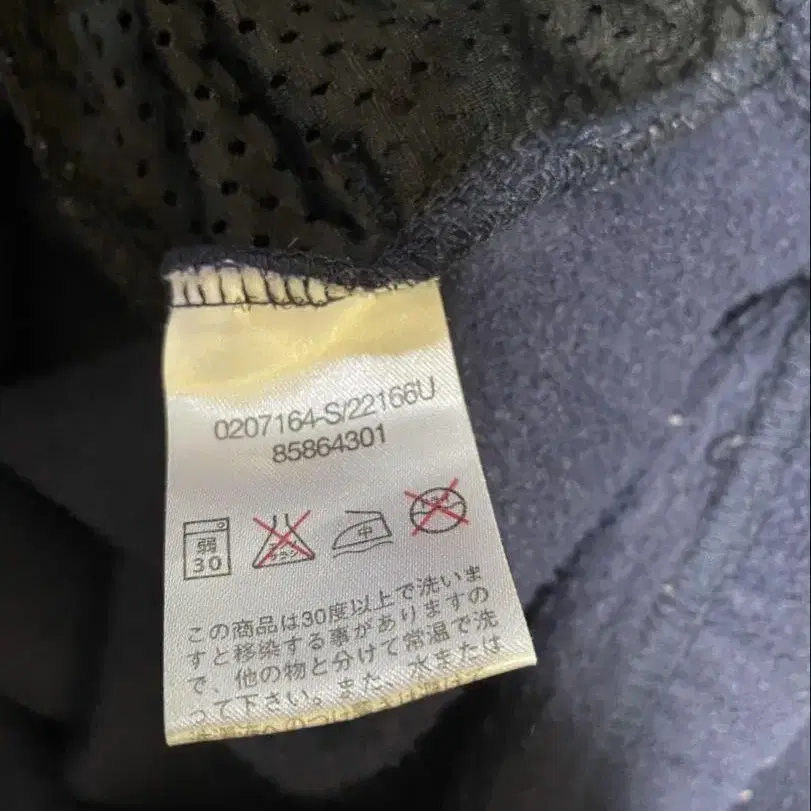 0207164-S/22166U
85864301
弱
30
中
この商品は30度以上で洗いま
すと移染する事がありますの
で、他の物と分けて常温で洗
って下さい。また、水または